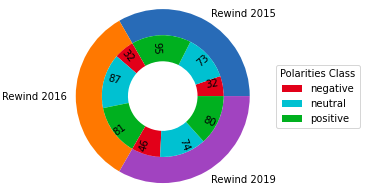 Rewind 2015
95
73
32
32
87
81
46
74
80
Rewind 2016
Rewind 2019
Polarities Class
negative
neutral
positive